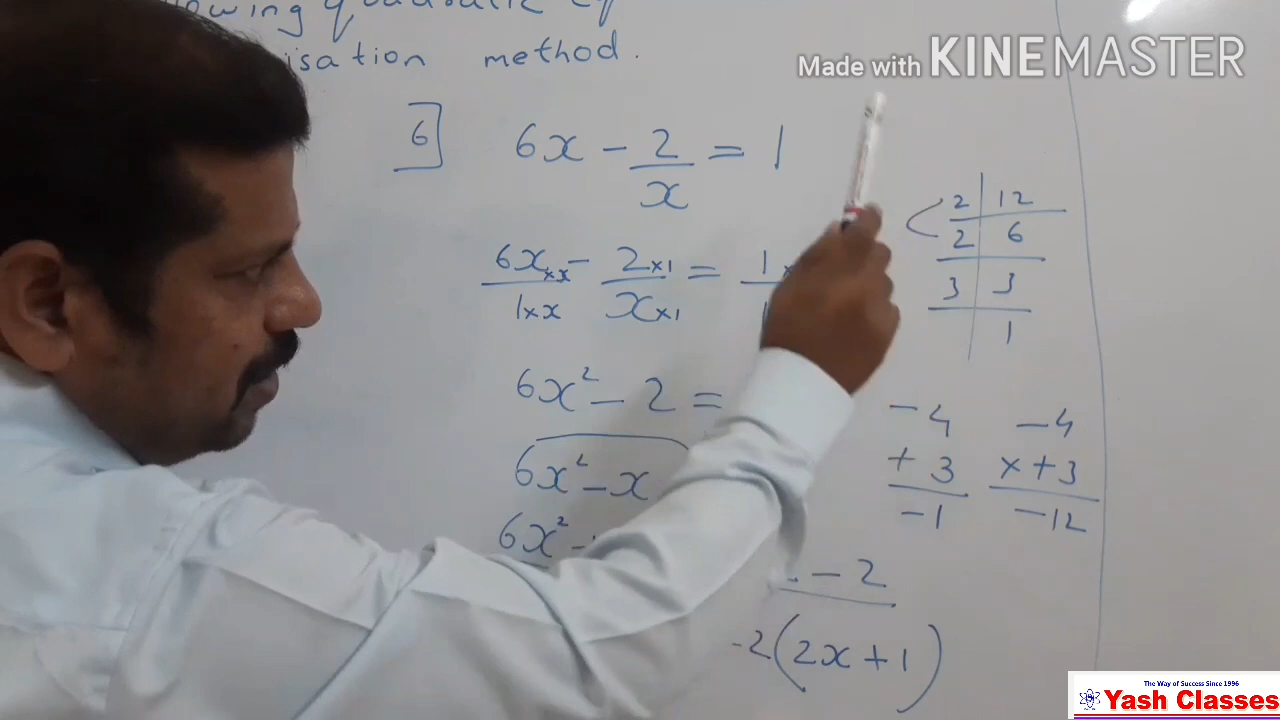 owing quadratic eq
isation method.
Made with KINEMASTER
6] 6x - 2/x = 1
6x×x/1×x - 2×1/x×1 = 1×
6x² - 2 =
6x² - x
6x² -
- 2
-2(2x + 1)
2 | 12
2 | 6
3 | 3
1
-4
+ 3
-1
-4
× +3
-12
The Way of Success Since 1996
Yash Classes